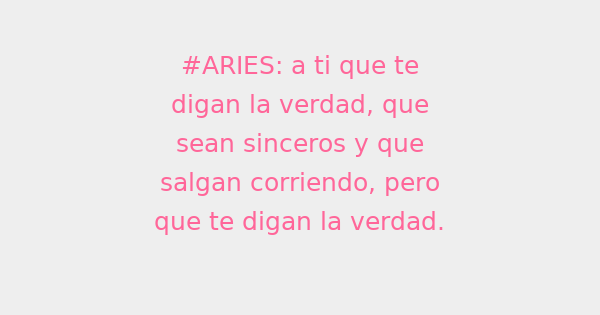 #ARIES: a ti que te
digan la verdad, que
sean sinceros y que
salgan corriendo, pero
que te digan la verdad.